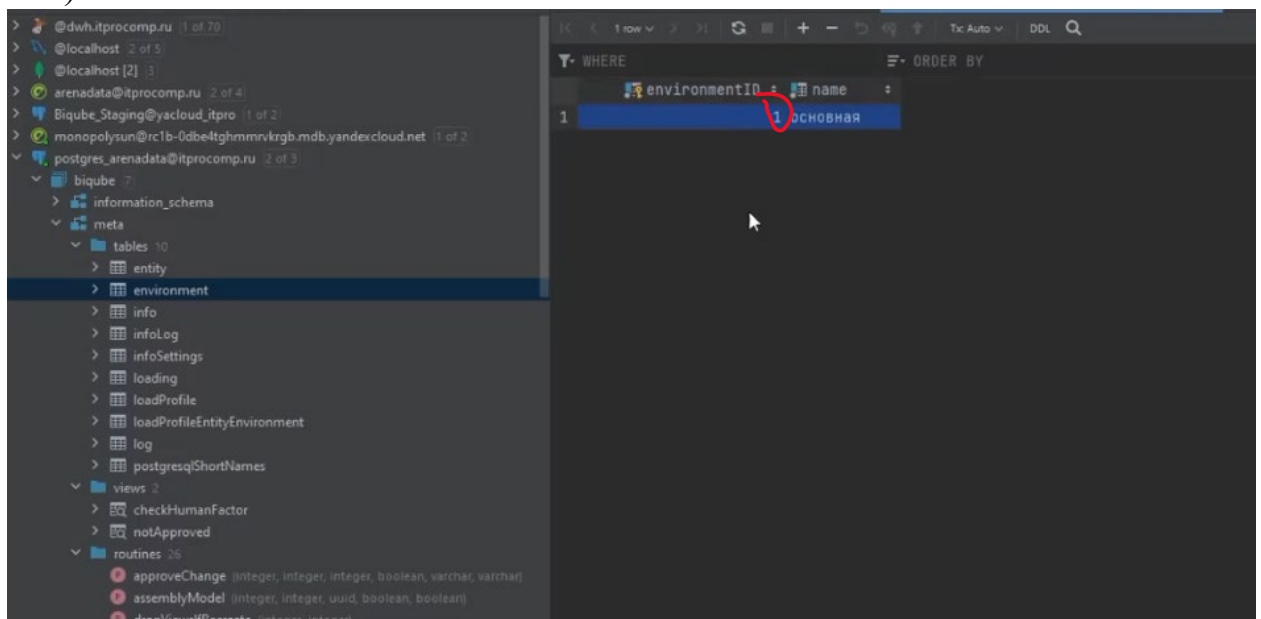 @dwh.itprocomp.ru 1 of 70
@localhost 2 of 5
@localhost [2] 3
arenadata@itprocomp.ru 2 of 4
Biqube_Staging@yacloud_itpro 1 of 2
monopolysun@rc1b-0dbe4tghmmrvkrgb.mdb.yandexcloud.net 1 of 2
postgres_arenadata@itprocomp.ru 2 of 3
biqube 7
information_schema
meta
tables 10
entity
environment
info
infoLog
infoSettings
loading
loadProfile
loadProfileEntityEnvironment
log
postgresqlShortNames
views 2
checkHumanFactor
notApproved
routines 26
approveChange (integer, integer, integer, boolean, varchar, varchar)
assemblyModel (integer, integer, uuid, boolean, boolean)
1 row
Tx: Auto
DDL
WHERE
ORDER BY
environmentID name
1 1 основная